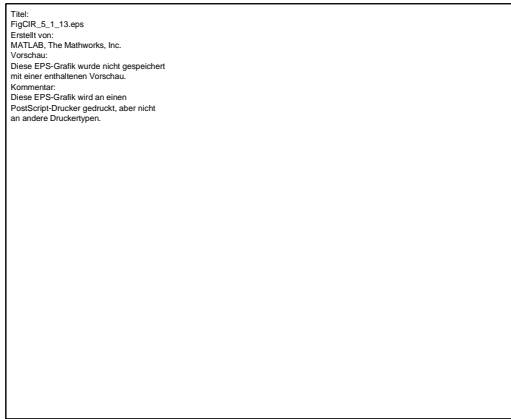 Titel:
FigCIR_5_1_13.eps
Erstellt von:
MATLAB, The Mathworks, Inc.
Vorschau:
Diese EPS-Grafik wurde nicht gespeichert
mit einer enthaltenen Vorschau.
Kommentar:
Diese EPS-Grafik wird an einen
PostScript-Drucker gedruckt, aber nicht
an andere Druckertypen.